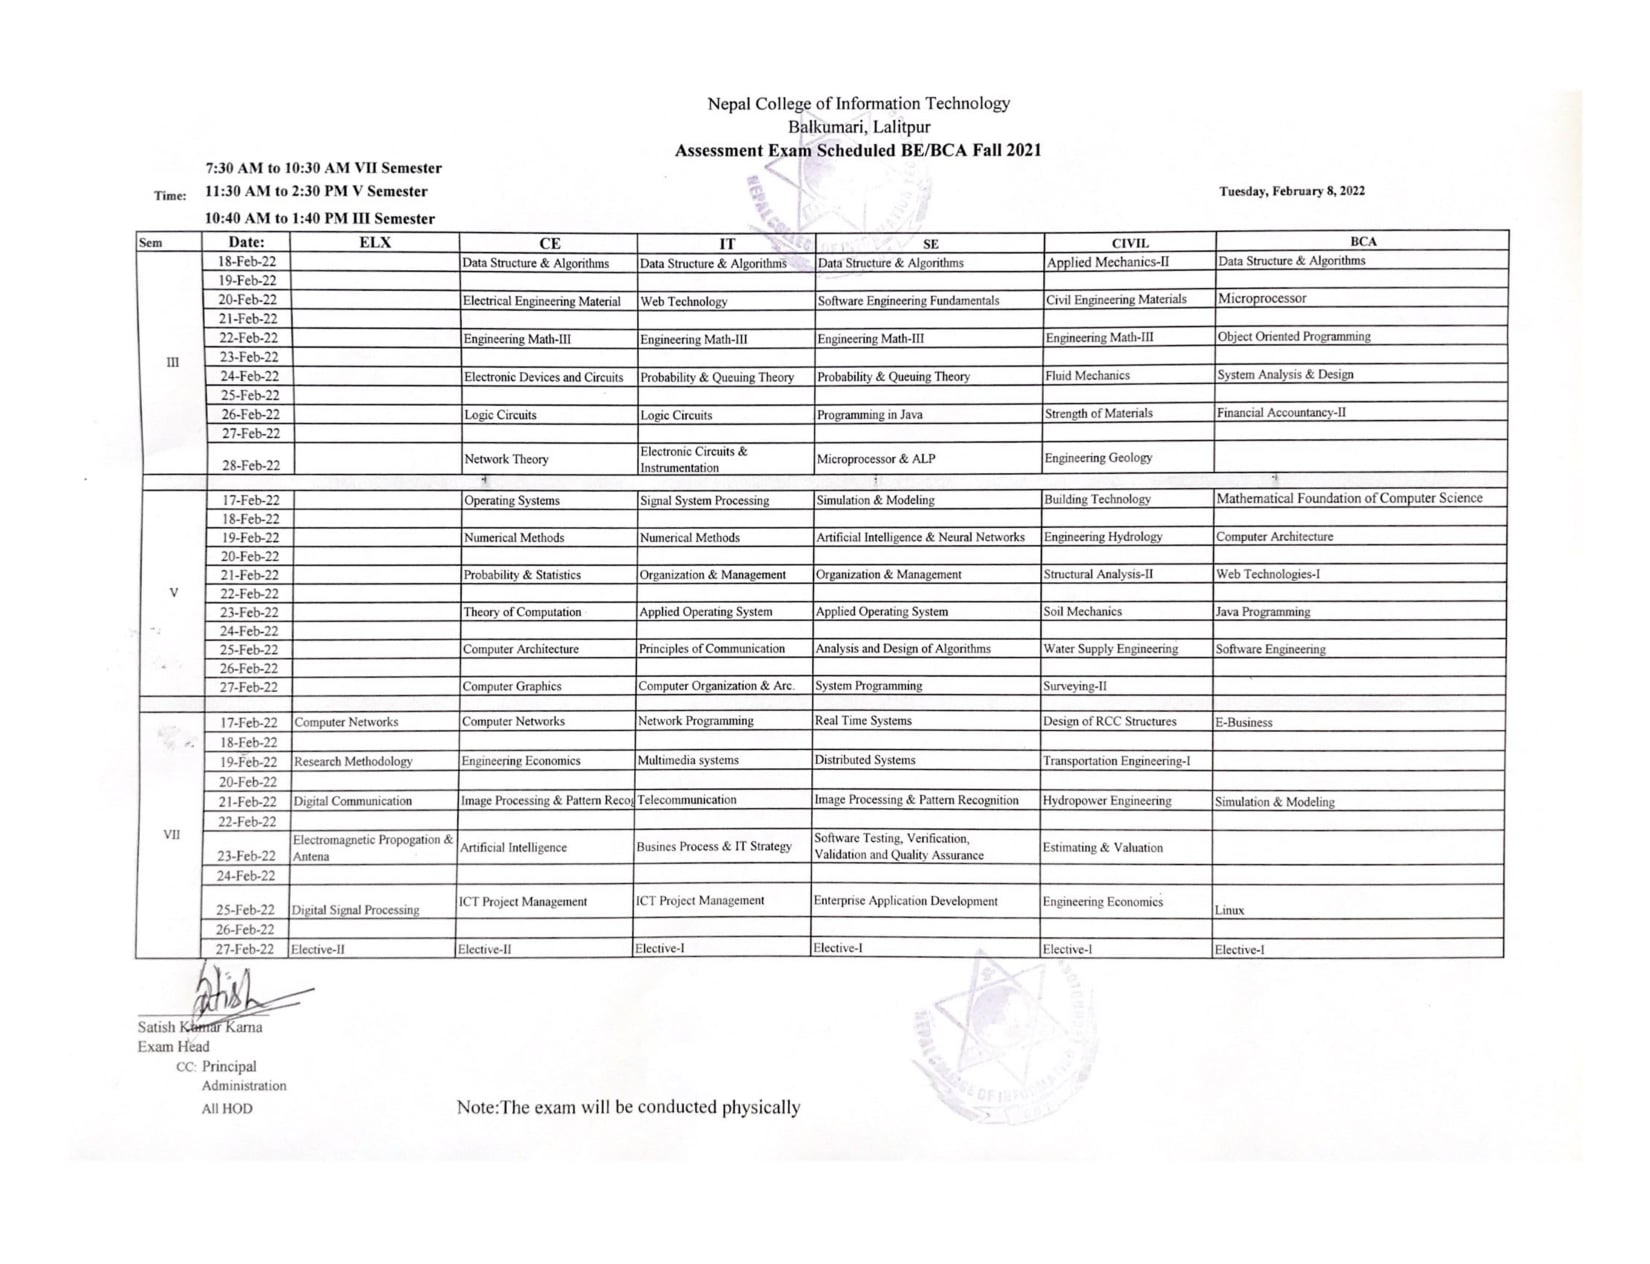 Nepal College of Information Technology
Balkumari, Lalitpur
Assessment Exam Scheduled BE/BCA Fall 2021
7:30 AM to 10:30 AM VII Semester
Time: 11:30 AM to 2:30 PM V Semester
Tuesday, February 8, 2022
10:40 AM to 1:40 PM III Semester
Sem Date: ELX CE IT SE CIVIL BCA
18-Feb-22 Data Structure & Algorithms Data Structure & Algorithms Data Structure & Algorithms Applied Mechanics-II Data Structure & Algorithms
19-Feb-22
20-Feb-22 Electrical Engineering Material Web Technology Software Engineering Fundamentals Civil Engineering Materials Microprocessor
21-Feb-22
22-Feb-22 Engineering Math-III Engineering Math-III Engineering Math-III Engineering Math-III Object Oriented Programming
23-Feb-22
III
24-Feb-22 Electronic Devices and Circuits Probability & Queuing Theory Probability & Queuing Theory Fluid Mechanics System Analysis & Design
25-Feb-22
26-Feb-22 Logic Circuits Logic Circuits Programming in Java Strength of Materials Financial Accountancy-II
27-Feb-22
28-Feb-22 Network Theory Electronic Circuits & Instrumentation Microprocessor & ALP Engineering Geology
17-Feb-22 Operating Systems Signal System Processing Simulation & Modeling Building Technology Mathematical Foundation of Computer Science
18-Feb-22
19-Feb-22 Numerical Methods Numerical Methods Artificial Intelligence & Neural Networks Engineering Hydrology Computer Architecture
20-Feb-22
21-Feb-22 Probability & Statistics Organization & Management Organization & Management Structural Analysis-II Web Technologies-I
V 22-Feb-22
23-Feb-22 Theory of Computation Applied Operating System Applied Operating System Soil Mechanics Java Programming
24-Feb-22
25-Feb-22 Computer Architecture Principles of Communication Analysis and Design of Algorithms Water Supply Engineering Software Engineering
26-Feb-22
27-Feb-22 Computer Graphics Computer Organization & Arc. System Programming Surveying-II
17-Feb-22 Computer Networks Computer Networks Network Programming Real Time Systems Design of RCC Structures E-Business
18-Feb-22
19-Feb-22 Research Methodology Engineering Economics Multimedia systems Distributed Systems Transportation Engineering-I
20-Feb-22
21-Feb-22 Digital Communication Image Processing & Pattern Recog Telecommunication Image Processing & Pattern Recognition Hydropower Engineering Simulation & Modeling
22-Feb-22
VII
23-Feb-22 Electromagnetic Propogation & Antena Artificial Intelligence Busines Process & IT Strategy Software Testing, Verification, Validation and Quality Assurance Estimating & Valuation
24-Feb-22
25-Feb-22 Digital Signal Processing ICT Project Management ICT Project Management Enterprise Application Development Engineering Economics Linux
26-Feb-22
27-Feb-22 Elective-II Elective-II Elective-I Elective-I Elective-I Elective-I
Satish
Satish Kumar Karna
Exam Head
CC: Principal
Administration
All HOD
Note:The exam will be conducted physically